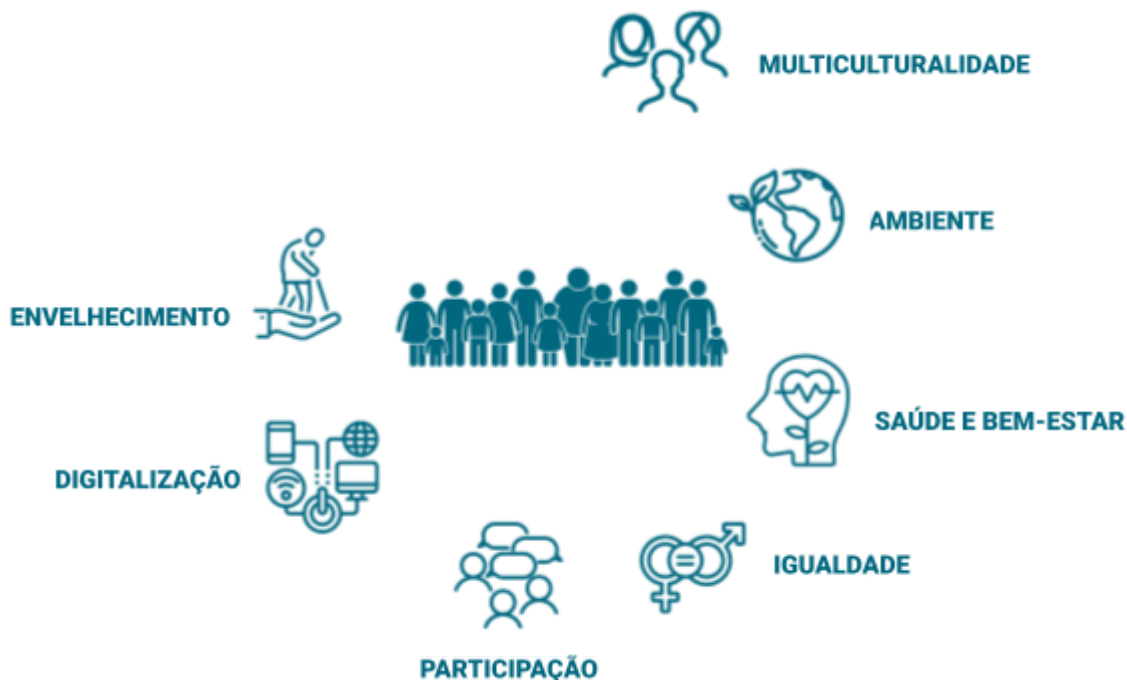 MULTICULTURALIDADE
AMBIENTE
ENVELHECIMENTO
SAÚDE E BEM-ESTAR
DIGITALIZAÇÃO
IGUALDADE
PARTICIPAÇÃO